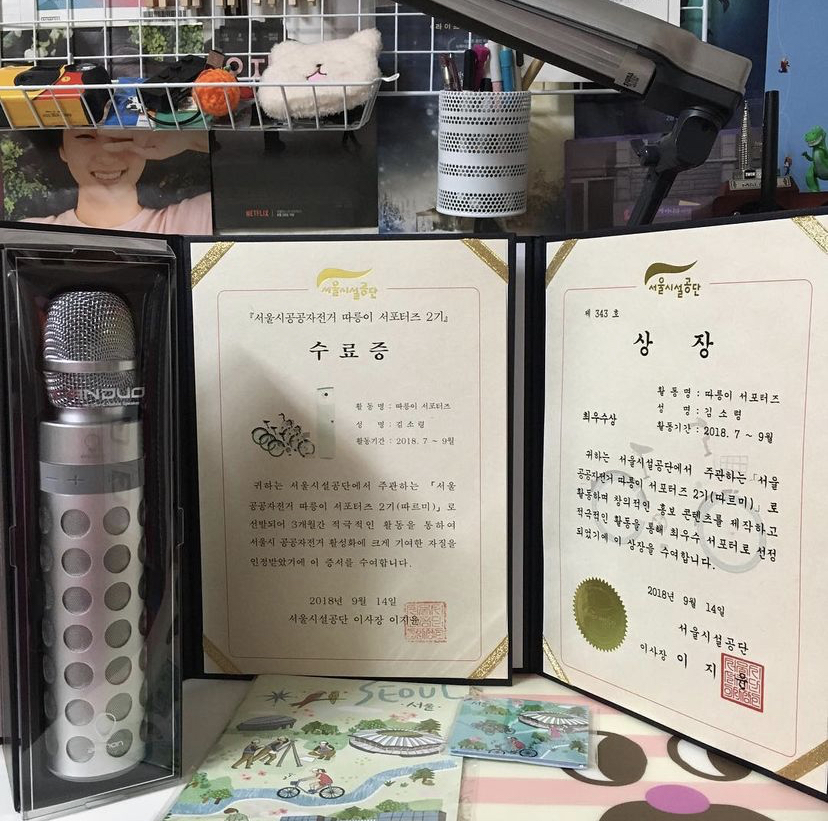 NETFLIX
INDUO
서울시설공단
『서울시공공자전거 따릉이 서포터즈 2기』
수료증
활 동 명 : 따릉이 서포터즈
성 명 : 김소령
활동기간 : 2018. 7 ~ 9월
귀하는 서울시설공단에서 주관하는 「서울
공공자전거 따릉이 서포터즈 2기(따르미)」로
선발되어 3개월간 적극적인 활동을 통하여
서울시 공공자전거 활성화에 크게 기여한 자질을
인정받았기에 이 증서를 수여합니다.
2018년 9월 14일
서울시설공단 이사장 이지윤
서울시설공단
제 343 호
상 장
활 동 명 : 따릉이 서포터즈
성 명 : 김소령
최우수상
활동기간 : 2018. 7 ~ 9월
귀하는 서울시설공단에서 주관하는 「서울
공공자전거 따릉이 서포터즈 2기(따르미)」로
활동하며 창의적인 홍보 콘텐츠를 제작하고
적극적인 활동을 통해 최우수 서포터로 선정
되었기에 이 상장을 수여합니다.
2018년 9월 14일
서울시설공단
이사장 이 지 윤
SEOUL
서울